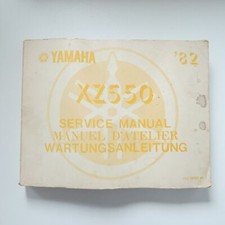 YAMAHA '82
XZ550
SERVICE MANUAL
MANUEL D'ATELIER
WARTUNGSANLEITUNG